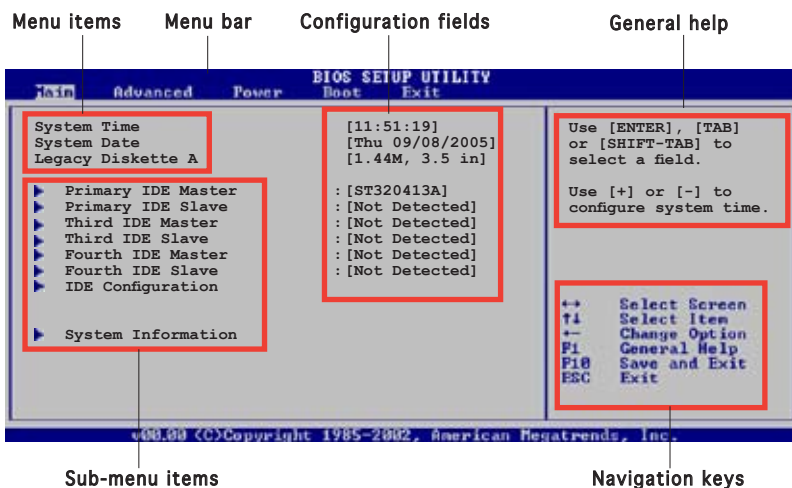 Menu items Menu bar Configuration fields General help
BIOS SETUP UTILITY
Main Advanced Power Boot Exit
System Time [11:51:19]
System Date [Thu 09/08/2005]
Legacy Diskette A [1.44M, 3.5 in]
Primary IDE Master :[ST320413A]
Primary IDE Slave :[Not Detected]
Third IDE Master :[Not Detected]
Third IDE Slave :[Not Detected]
Fourth IDE Master :[Not Detected]
Fourth IDE Slave :[Not Detected]
IDE Configuration
System Information
Use [ENTER], [TAB]
or [SHIFT-TAB] to
select a field.
Use [+] or [-] to
configure system time.
↔ Select Screen
↑↓ Select Item
← Change Option
F1 General Help
F10 Save and Exit
ESC Exit
v00.00 (C)Copyright 1985-2002, American Megatrends, Inc.
Sub-menu items Navigation keys